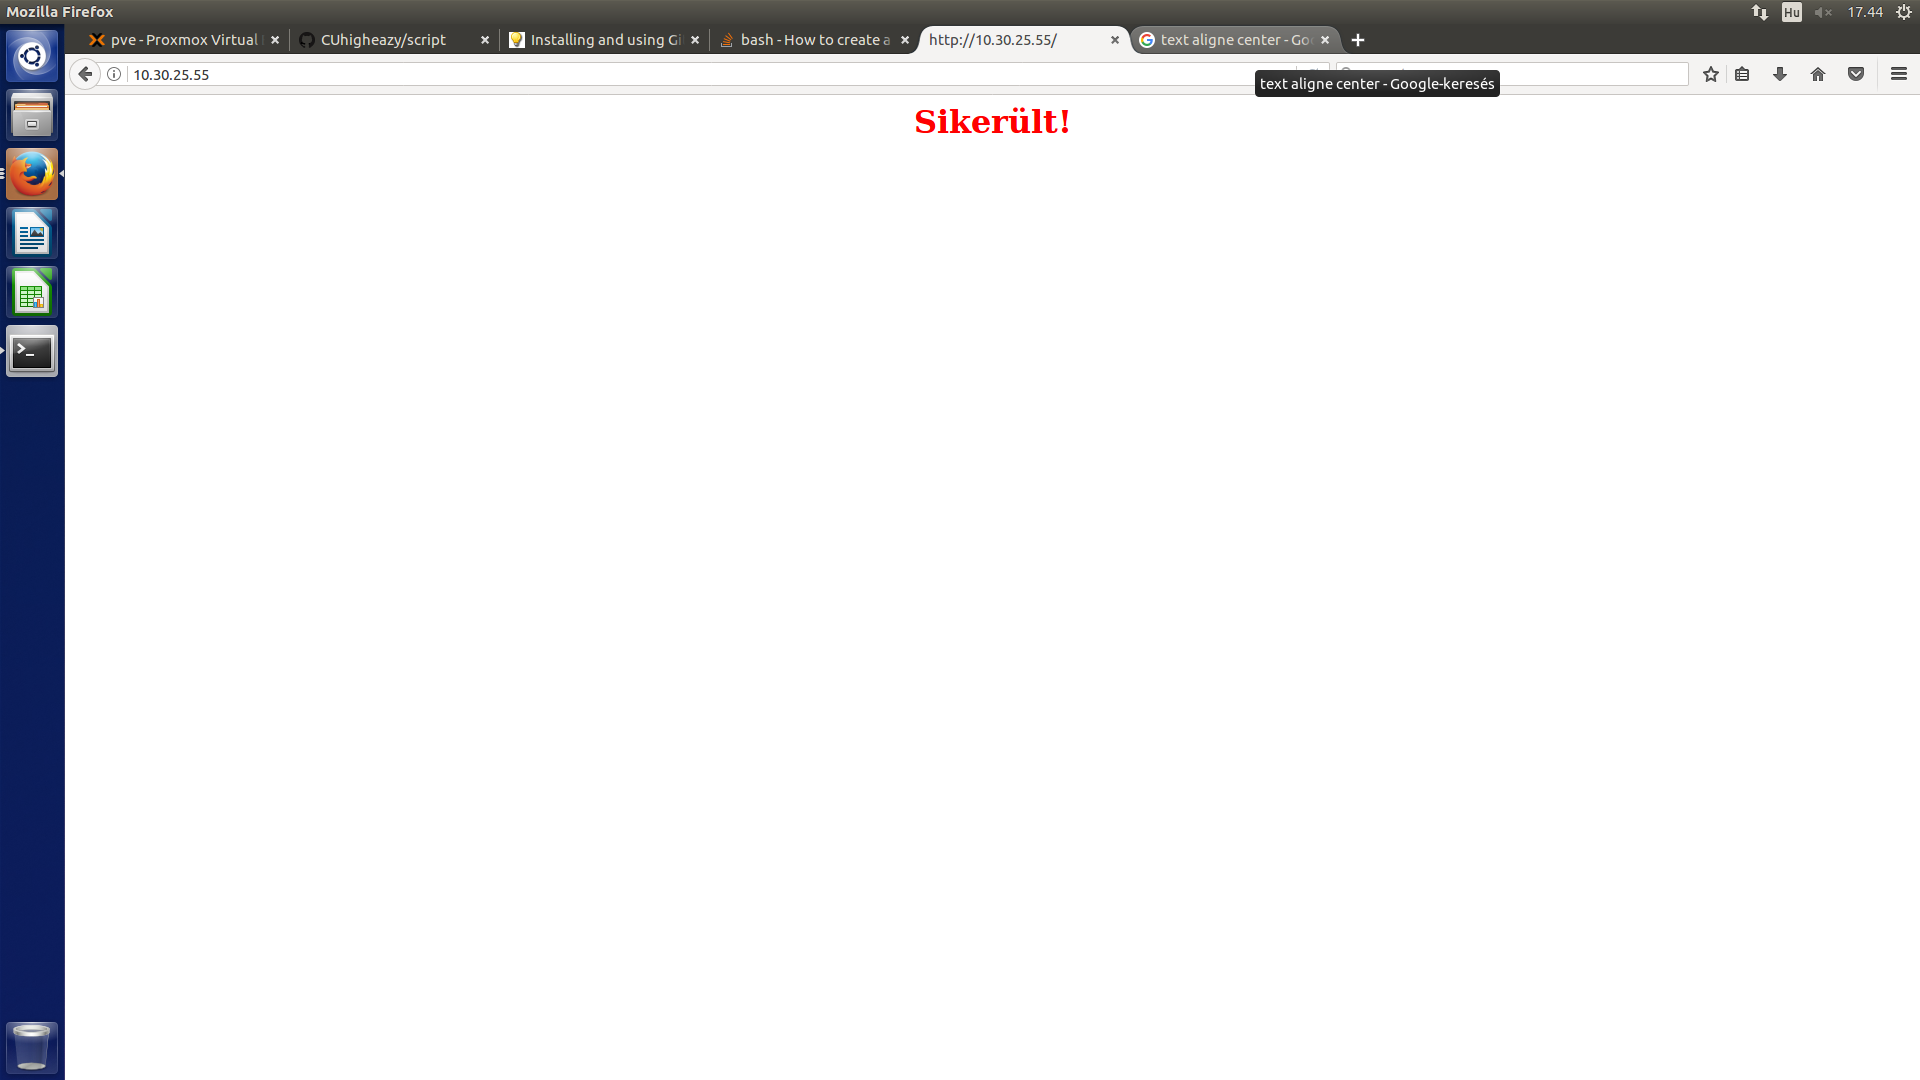 Mozilla Firefox
Hu
17.44
pve - Proxmox Virtual
CUhigheazy/script
Installing and using Gi
bash - How to create a
http://10.30.25.55/
text aligne center - Go
10.30.25.55
text aligne center - Google-keresés
Sikerült!